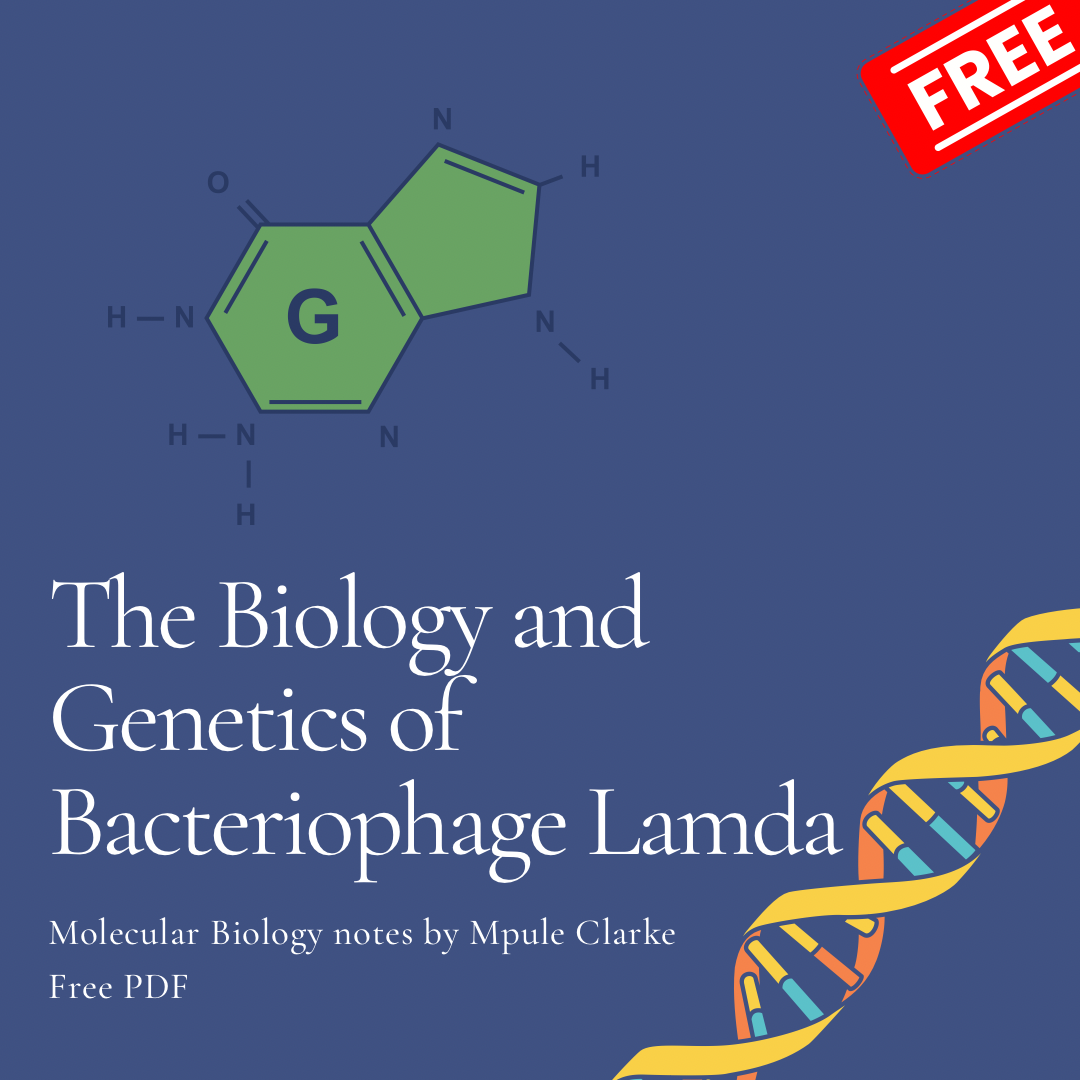 FREE
N
O
H
G
H — N
N
H
H — N
N
H
The Biology and
Genetics of
Bacteriophage Lamda
Molecular Biology notes by Mpule Clarke
Free PDF